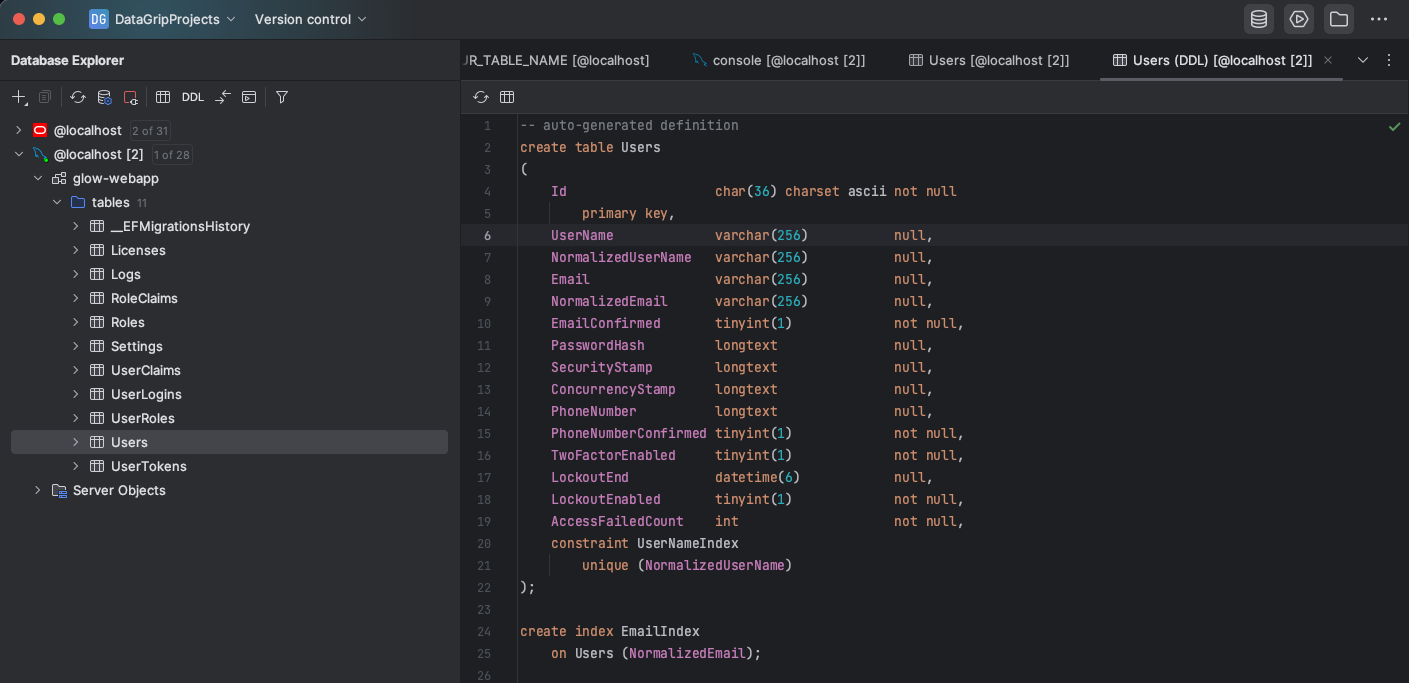 DG DataGripProjects Version control
Database Explorer
UR_TABLE_NAME [@localhost] console [@localhost [2]] Users [@localhost [2]] Users (DDL) [@localhost [2]]
DDL
@localhost 2 of 31
@localhost [2] 1 of 28
glow-webapp
tables 11
__EFMigrationsHistory
Licenses
Logs
RoleClaims
Roles
Settings
UserClaims
UserLogins
UserRoles
Users
UserTokens
Server Objects
1 -- auto-generated definition
2 create table Users
3 (
4 Id char(36) charset ascii not null
5 primary key,
6 UserName varchar(256) null,
7 NormalizedUserName varchar(256) null,
8 Email varchar(256) null,
9 NormalizedEmail varchar(256) null,
10 EmailConfirmed tinyint(1) not null,
11 PasswordHash longtext null,
12 SecurityStamp longtext null,
13 ConcurrencyStamp longtext null,
14 PhoneNumber longtext null,
15 PhoneNumberConfirmed tinyint(1) not null,
16 TwoFactorEnabled tinyint(1) not null,
17 LockoutEnd datetime(6) null,
18 LockoutEnabled tinyint(1) not null,
19 AccessFailedCount int not null,
20 constraint UserNameIndex
21 unique (NormalizedUserName)
22 );
23
24 create index EmailIndex
25 on Users (NormalizedEmail);
26